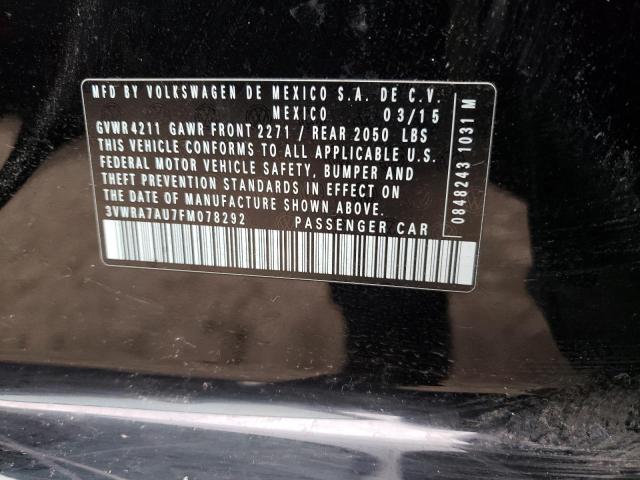 MFD BY VOLKSWAGEN DE MEXICO S.A. DE C.V.
MEXICO 03/15
GVWR 4211 GAWR FRONT 2271 / REAR 2050 LBS
THIS VEHICLE CONFORMS TO ALL APPLICABLE U.S.
FEDERAL MOTOR VEHICLE SAFETY, BUMPER AND
THEFT PREVENTION STANDARDS IN EFFECT ON
THE DATE OF MANUFACTURE SHOWN ABOVE.
3VWRA7AU7FM078292 PASSENGER CAR
0848243 1031 M